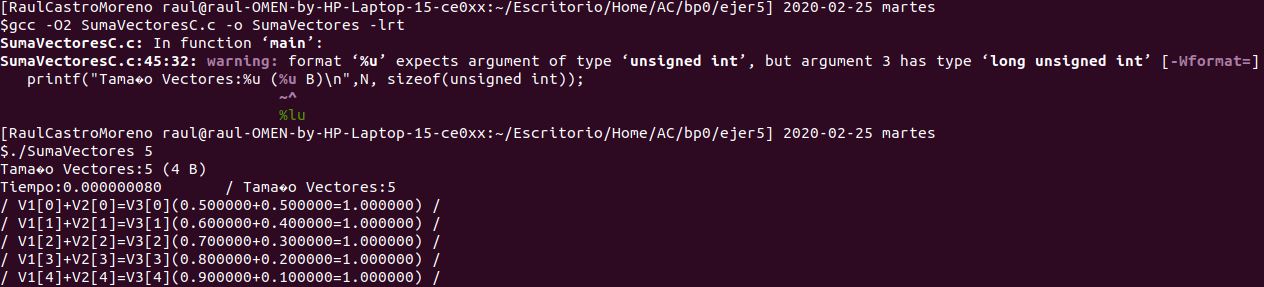 [RaulCastroMoreno raul@raul-OMEN-by-HP-Laptop-15-ce0xx:~/Escritorio/Home/AC/bp0/ejer5] 2020-02-25 martes
$gcc -O2 SumaVectoresC.c -o SumaVectores -lrt
SumaVectoresC.c: In function ‘main’:
SumaVectoresC.c:45:32: warning: format ‘%u’ expects argument of type ‘unsigned int’, but argument 3 has type ‘long unsigned int’ [-Wformat=]
   printf("Tama�o Vectores:%u (%u B)\n",N, sizeof(unsigned int));
                               ~^
                               %lu
[RaulCastroMoreno raul@raul-OMEN-by-HP-Laptop-15-ce0xx:~/Escritorio/Home/AC/bp0/ejer5] 2020-02-25 martes
$./SumaVectores 5
Tama�o Vectores:5 (4 B)
Tiempo:0.000000080       / Tama�o Vectores:5
/ V1[0]+V2[0]=V3[0](0.500000+0.500000=1.000000) /
/ V1[1]+V2[1]=V3[1](0.600000+0.400000=1.000000) /
/ V1[2]+V2[2]=V3[2](0.700000+0.300000=1.000000) /
/ V1[3]+V2[3]=V3[3](0.800000+0.200000=1.000000) /
/ V1[4]+V2[4]=V3[4](0.900000+0.100000=1.000000) /